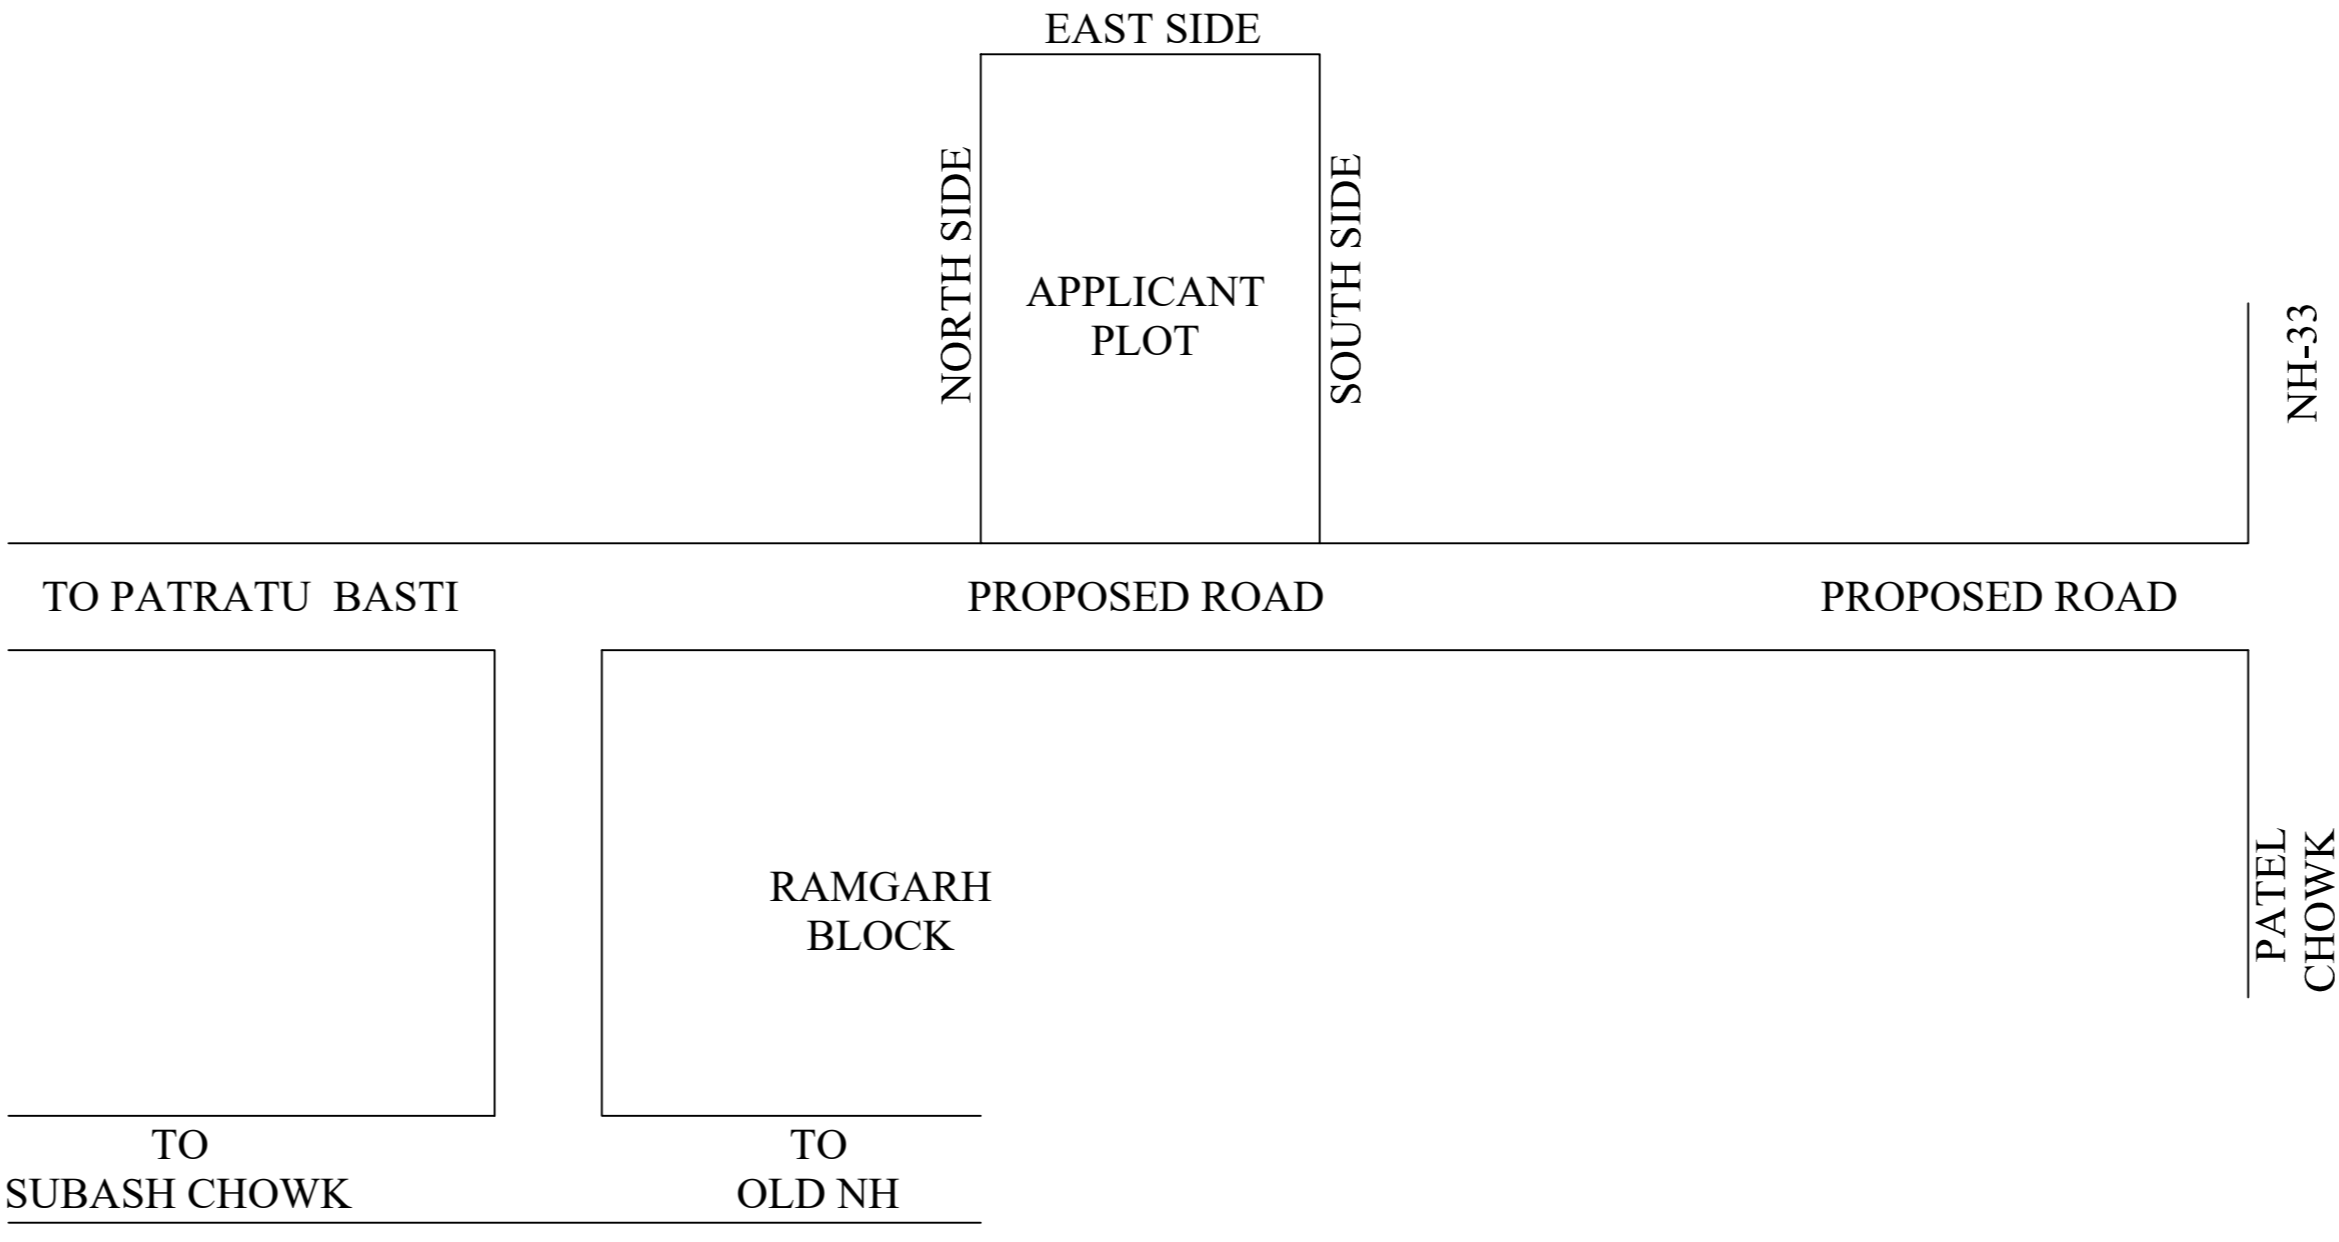 EAST SIDE
NORTH SIDE
APPLICANT
PLOT
SOUTH SIDE
NH-33
TO PATRATU  BASTI
PROPOSED ROAD
PROPOSED ROAD
RAMGARH
BLOCK
PATEL
CHOWK
TO
SUBASH CHOWK
TO
OLD NH